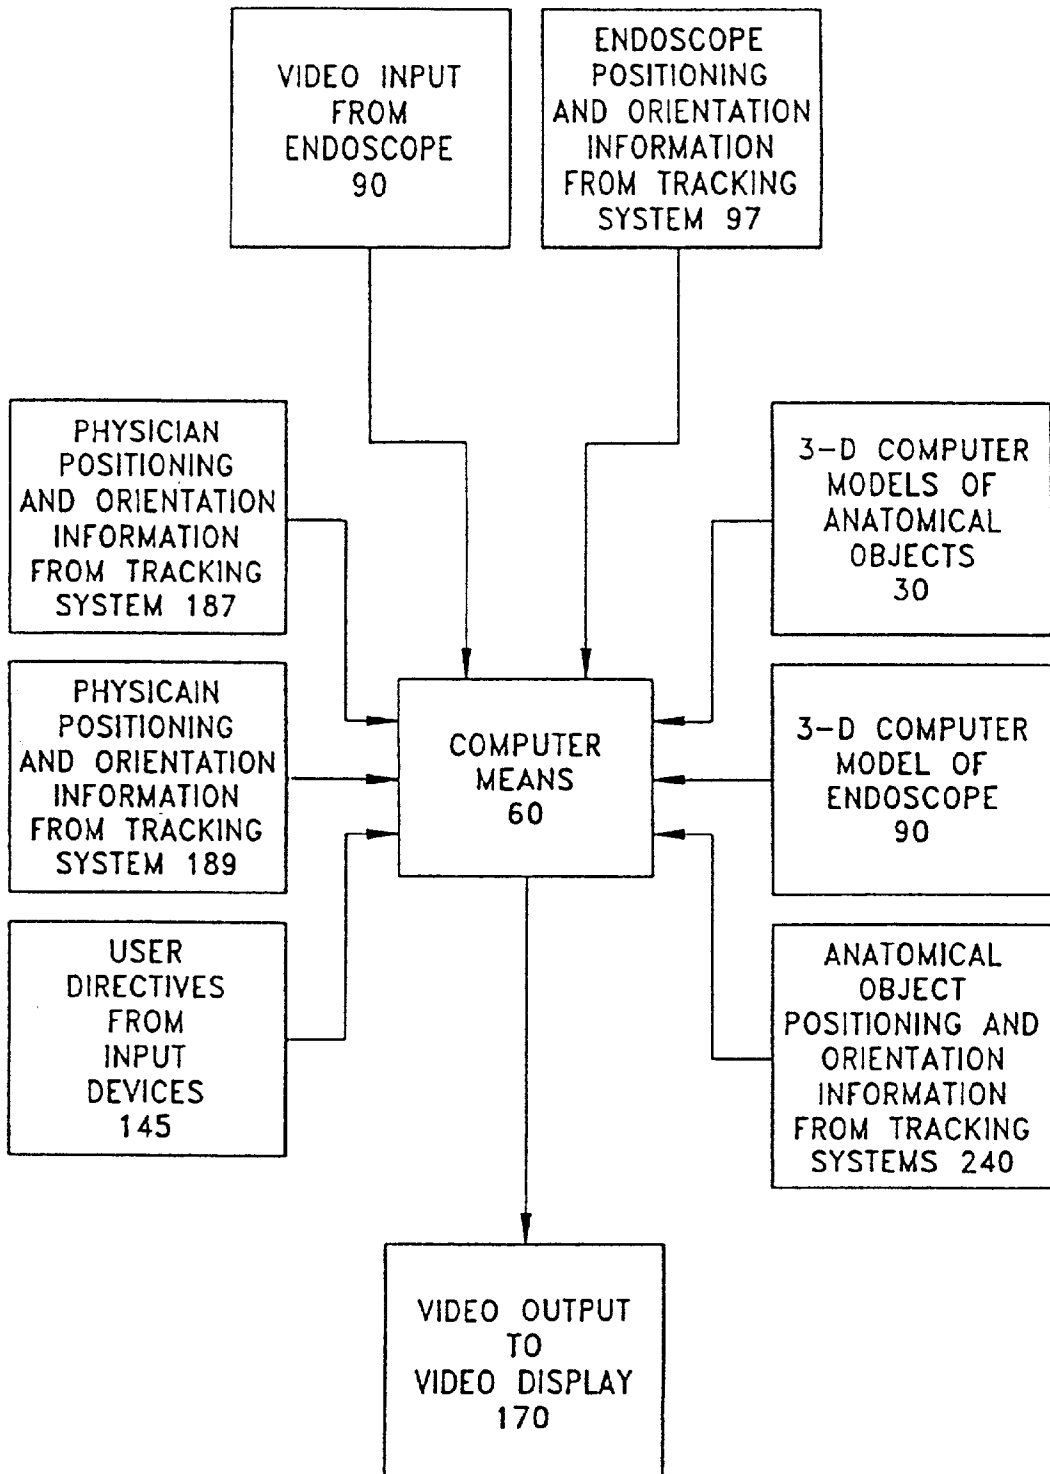 VIDEO INPUT
FROM
ENDOSCOPE
90
ENDOSCOPE
POSITIONING
AND ORIENTATION
INFORMATION
FROM TRACKING
SYSTEM 97
PHYSICIAN
POSITIONING
AND ORIENTATION
INFORMATION
FROM TRACKING
SYSTEM 187
3-D COMPUTER
MODELS OF
ANATOMICAL
OBJECTS
30
PHYSICAIN
POSITIONING
AND ORIENTATION
INFORMATION
FROM TRACKING
SYSTEM 189
COMPUTER
MEANS
60
3-D COMPUTER
MODEL OF
ENDOSCOPE
90
USER
DIRECTIVES
FROM
INPUT
DEVICES
145
ANATOMICAL
OBJECT
POSITIONING AND
ORIENTATION
INFORMATION
FROM TRACKING
SYSTEMS 240
VIDEO OUTPUT
TO
VIDEO DISPLAY
170